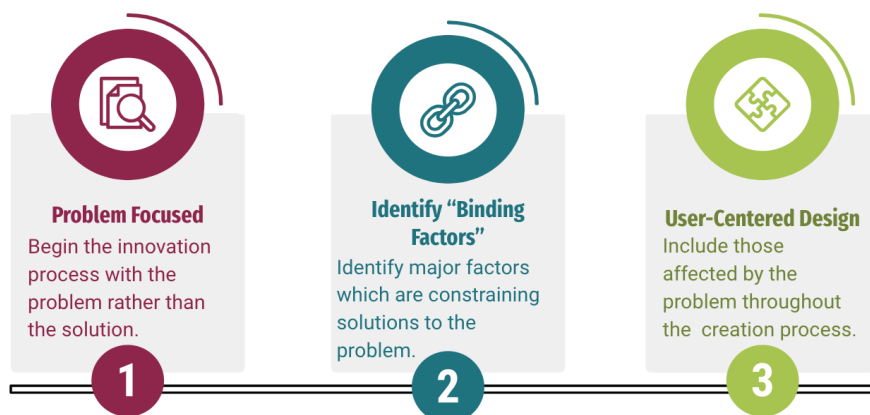 Problem Focused
Begin the innovation
process with the
problem rather than
the solution.
1
Identify “Binding
Factors”
Identify major factors
which are constraining
solutions to the
problem.
2
User-Centered Design
Include those
affected by the
problem throughout
the creation process.
3